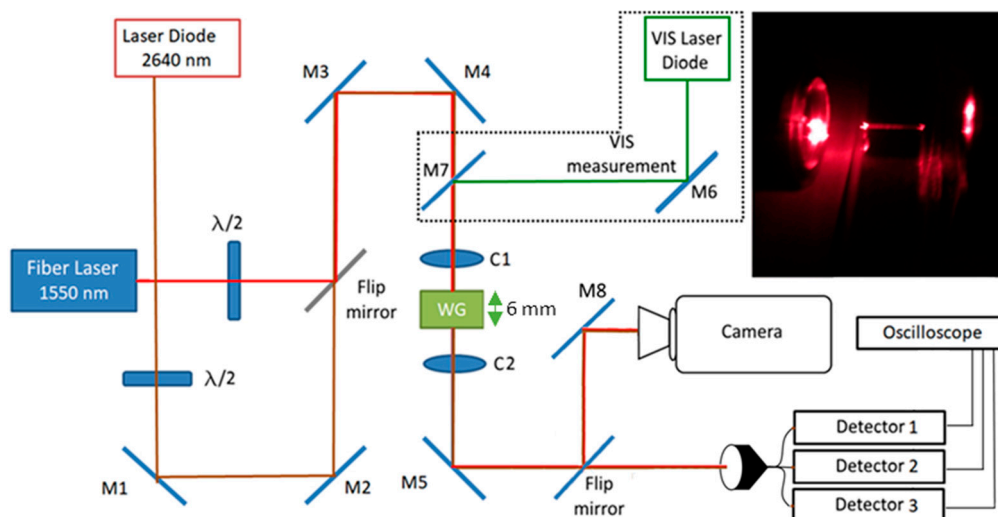 Laser Diode
2640 nm
M3
M4
VIS Laser
Diode
VIS
measurement
M7
M6
λ/2
Fiber Laser
1550 nm
Flip
mirror
C1
WG
6 mm
M8
Camera
Oscilloscope
C2
λ/2
Detector 1
Detector 2
Detector 3
M1
M2
M5
Flip
mirror